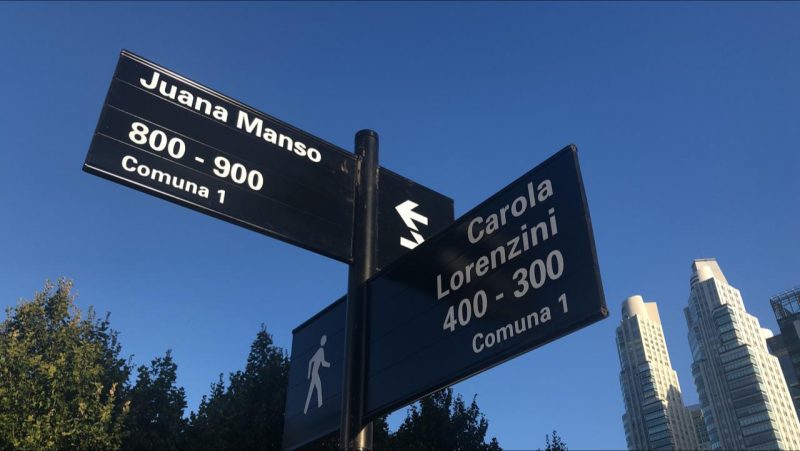 Juana Manso
800 - 900
Comuna 1
Carola
Lorenzini
400 - 300
Comuna 1